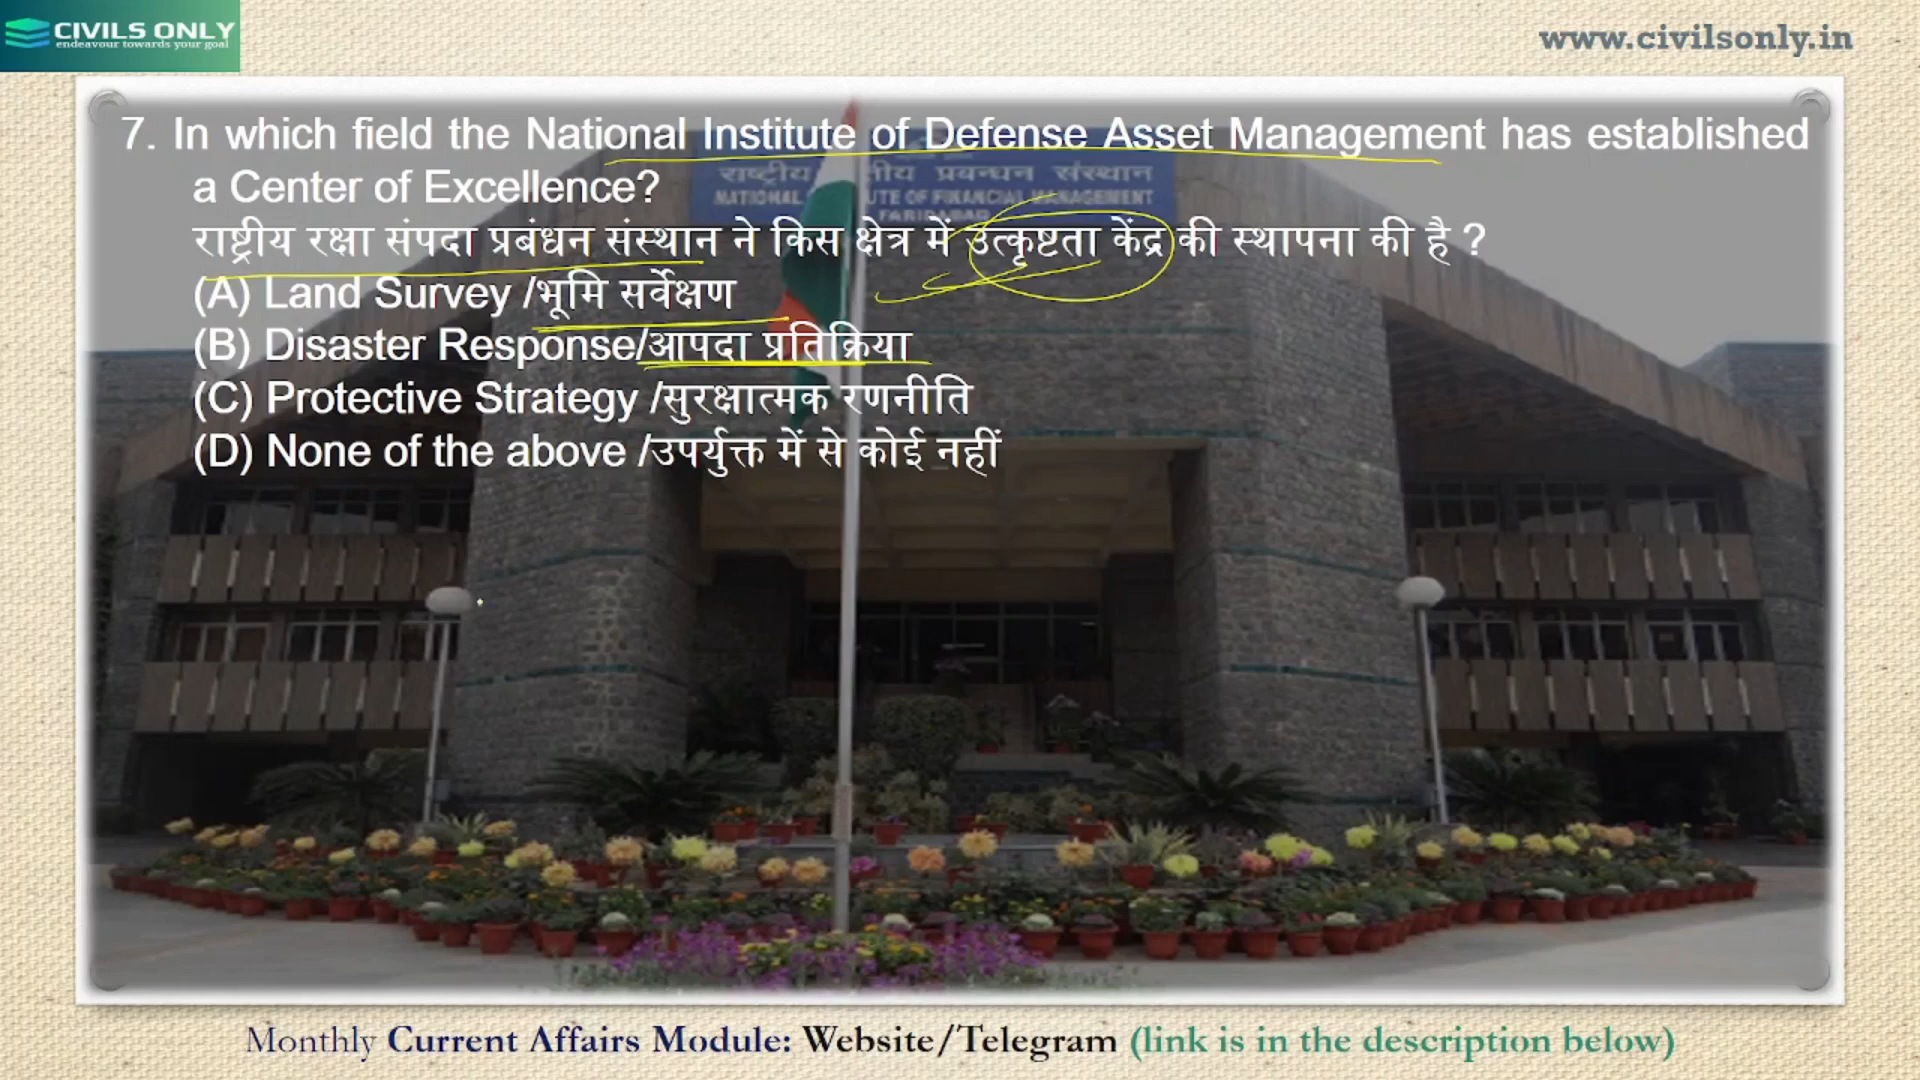 CIVILS ONLY
endeavour towards your goal
www.civilsonly.in
7. In which field the National Institute of Defense Asset Management has established
a Center of Excellence?
राष्ट्रीय रक्षा संपदा प्रबंधन संस्थान ने किस क्षेत्र में उत्कृष्टता केंद्र की स्थापना की है ?
(A) Land Survey /भूमि सर्वेक्षण
(B) Disaster Response/आपदा प्रतिक्रिया
(C) Protective Strategy /सुरक्षात्मक रणनीति
(D) None of the above /उपर्युक्त में से कोई नहीं
राष्ट्रीय प्रबन्धन संस्थान
NATIONAL UTE OF FINANCIAL MANAGEMENT
FARIDABAD
Monthly Current Affairs Module: Website/Telegram (link is in the description below)